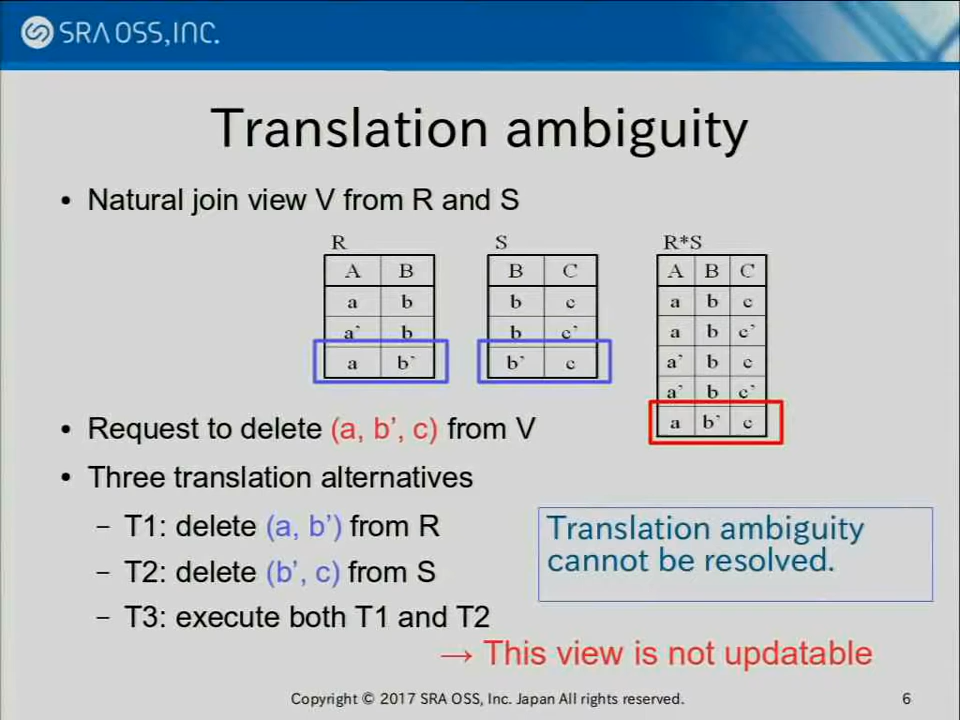 SRA OSS, INC.
Translation ambiguity
• Natural join view V from R and S
R
A B
a b
a’ b
a b’
S
B C
b c
b c’
b’ c
R*S
A B C
a b c
a b c’
a’ b c
a’ b c’
a b’ c
• Request to delete (a, b’, c) from V
• Three translation alternatives
– T1: delete (a, b’) from R
– T2: delete (b’, c) from S
– T3: execute both T1 and T2
Translation ambiguity
cannot be resolved.
→ This view is not updatable
Copyright © 2017 SRA OSS, Inc. Japan All rights reserved.
6